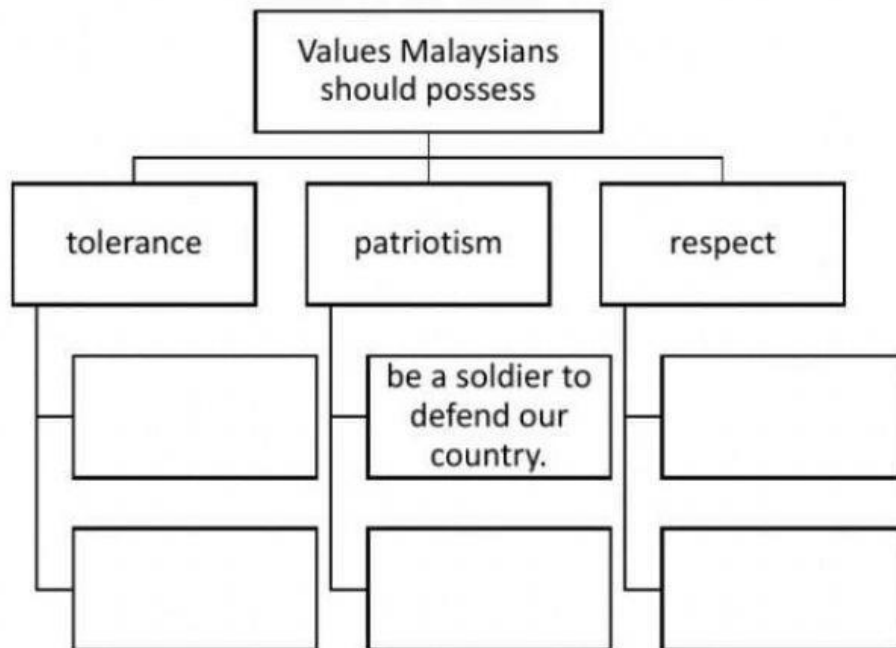 Values Malaysians
should possess
tolerance
patriotism
respect
be a soldier to
defend our
country.